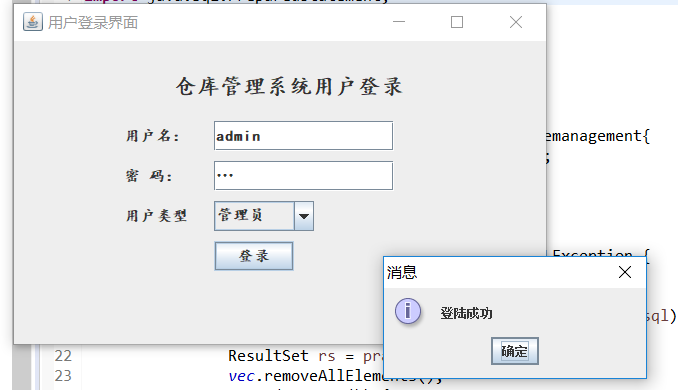 import java.sql.PreparedStatement;
用户登录界面
仓库管理系统用户登录
用户名：
admin
emanagement{
;
密 码：
用户类型
管理员
登录
Exception {
消息
登陆成功
sql)
确定
22 ResultSet rs = pra
23 vec.removeAllElements();